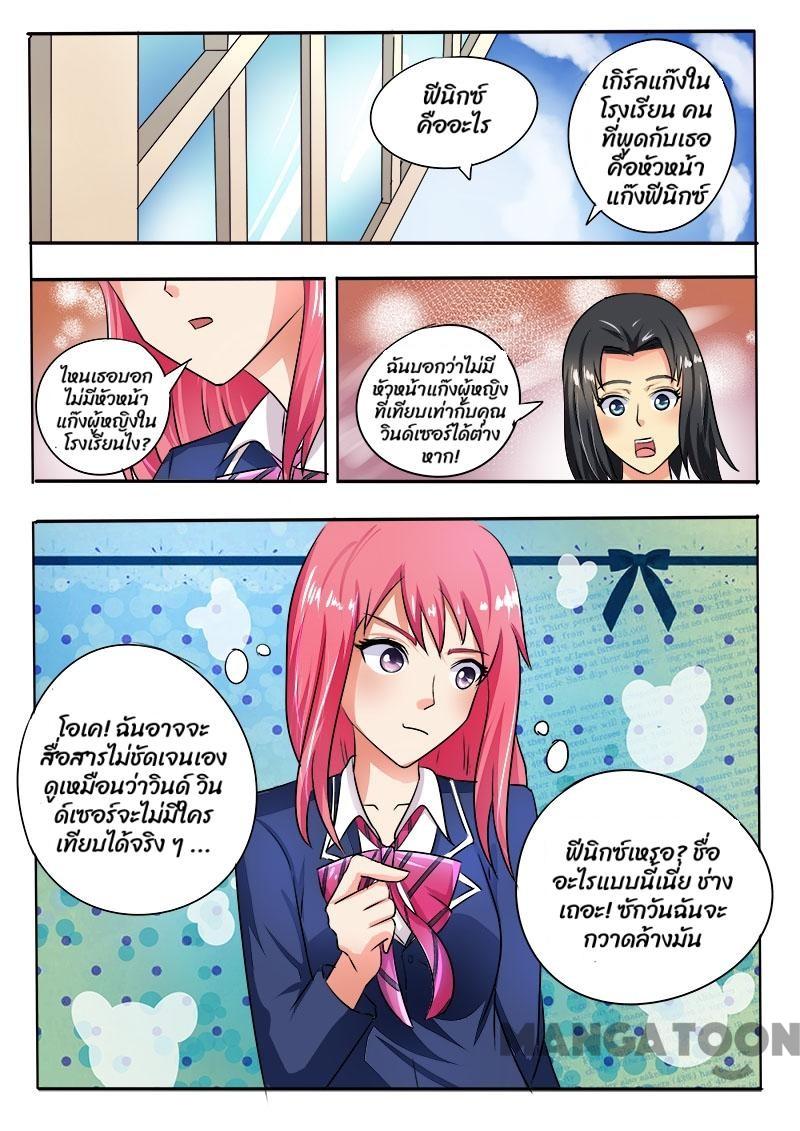 ฟีนิกซ์
คืออะไร
เกิร์ลแก๊งใน
โรงเรียน คน
ที่พูดกับเธอ
คือหัวหน้า
แก๊งฟีนิกซ์
ไหนเธอบอก
ไม่มีหัวหน้า
แก๊งผู้หญิงใน
โรงเรียนไง?
ฉันบอกว่าไม่มี
หัวหน้าแก๊งผู้หญิง
ที่เทียบเท่ากับคุณ
วินด์เซอร์ได้ต่าง
หาก!
โอเค! ฉันอาจจะ
สื่อสารไม่ชัดเจนเอง
ดูเหมือนว่าวินด์ วิน
ด์เซอร์จะไม่มีใคร
เทียบได้จริง ๆ ...
ฟีนิกซ์เหรอ? ชื่อ
อะไรแบบนี้เนี่ย ช่าง
เถอะ! ซักวันฉันจะ
กวาดล้างมัน
MANGATOON